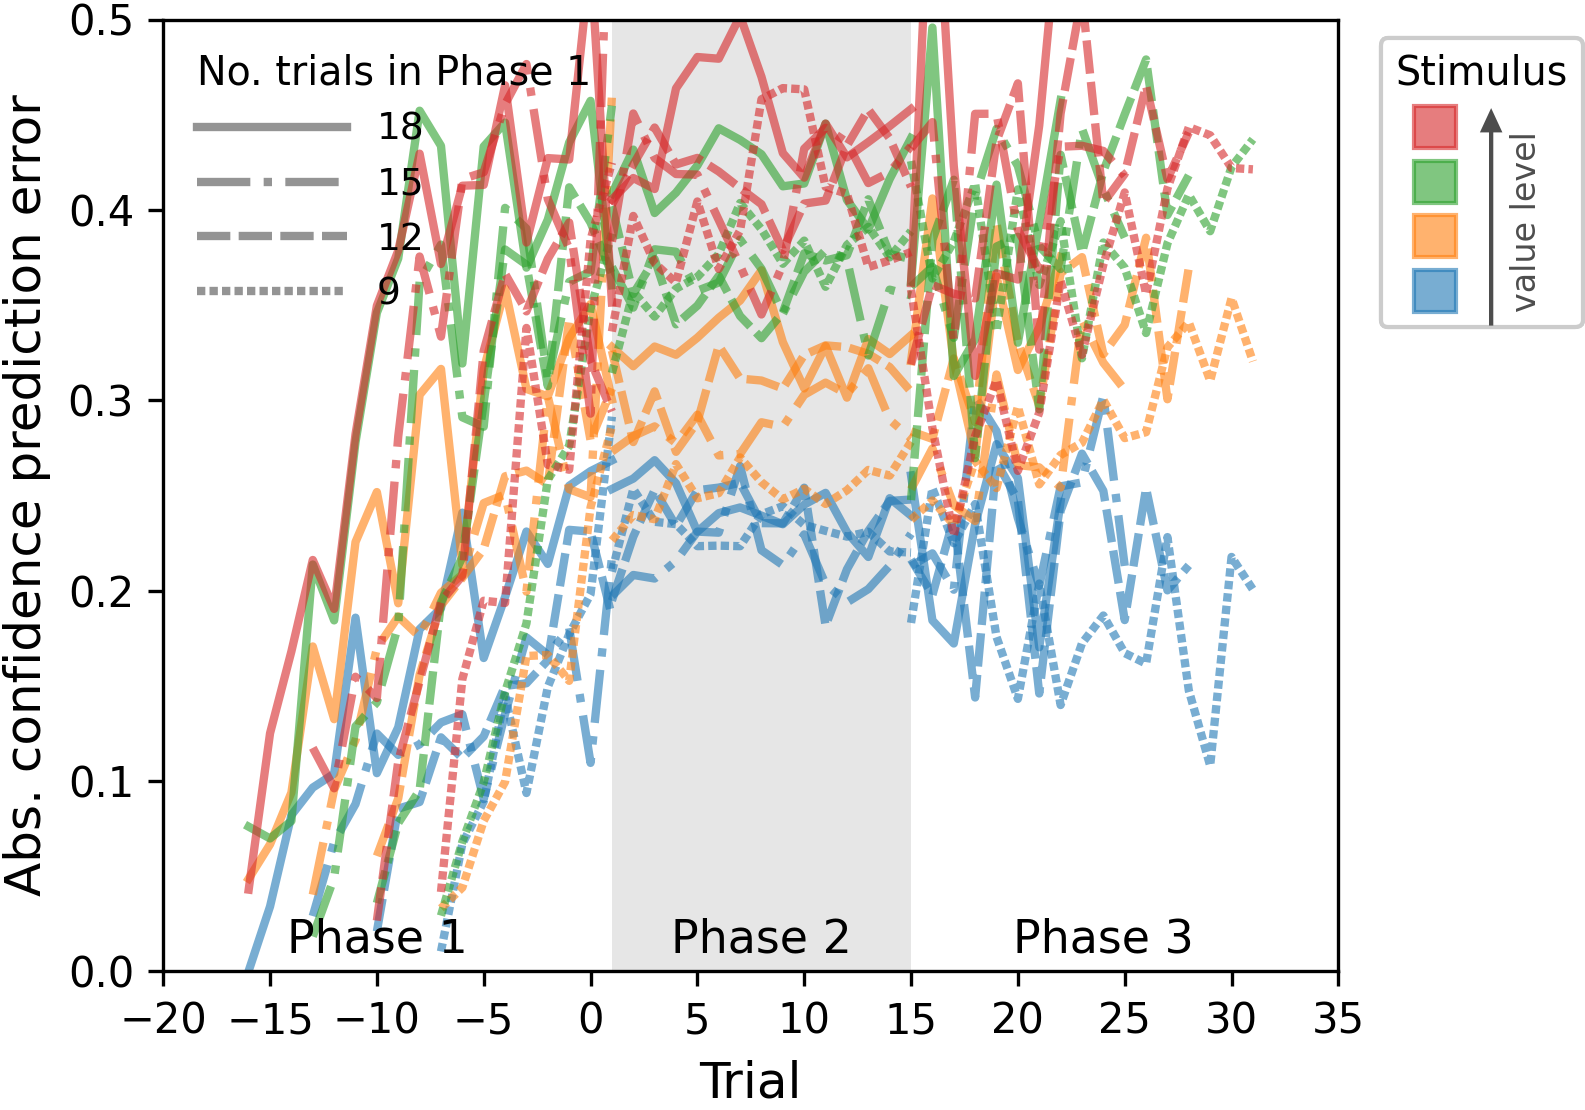 0.5
0.4
0.3
0.2
0.1
0.0
Abs. confidence prediction error
No. trials in Phase 1
18
15
12
9
Phase 1
Phase 2
Phase 3
−20
−15
−10
−5
0
5
10
15
20
25
30
35
Trial
Stimulus
value level